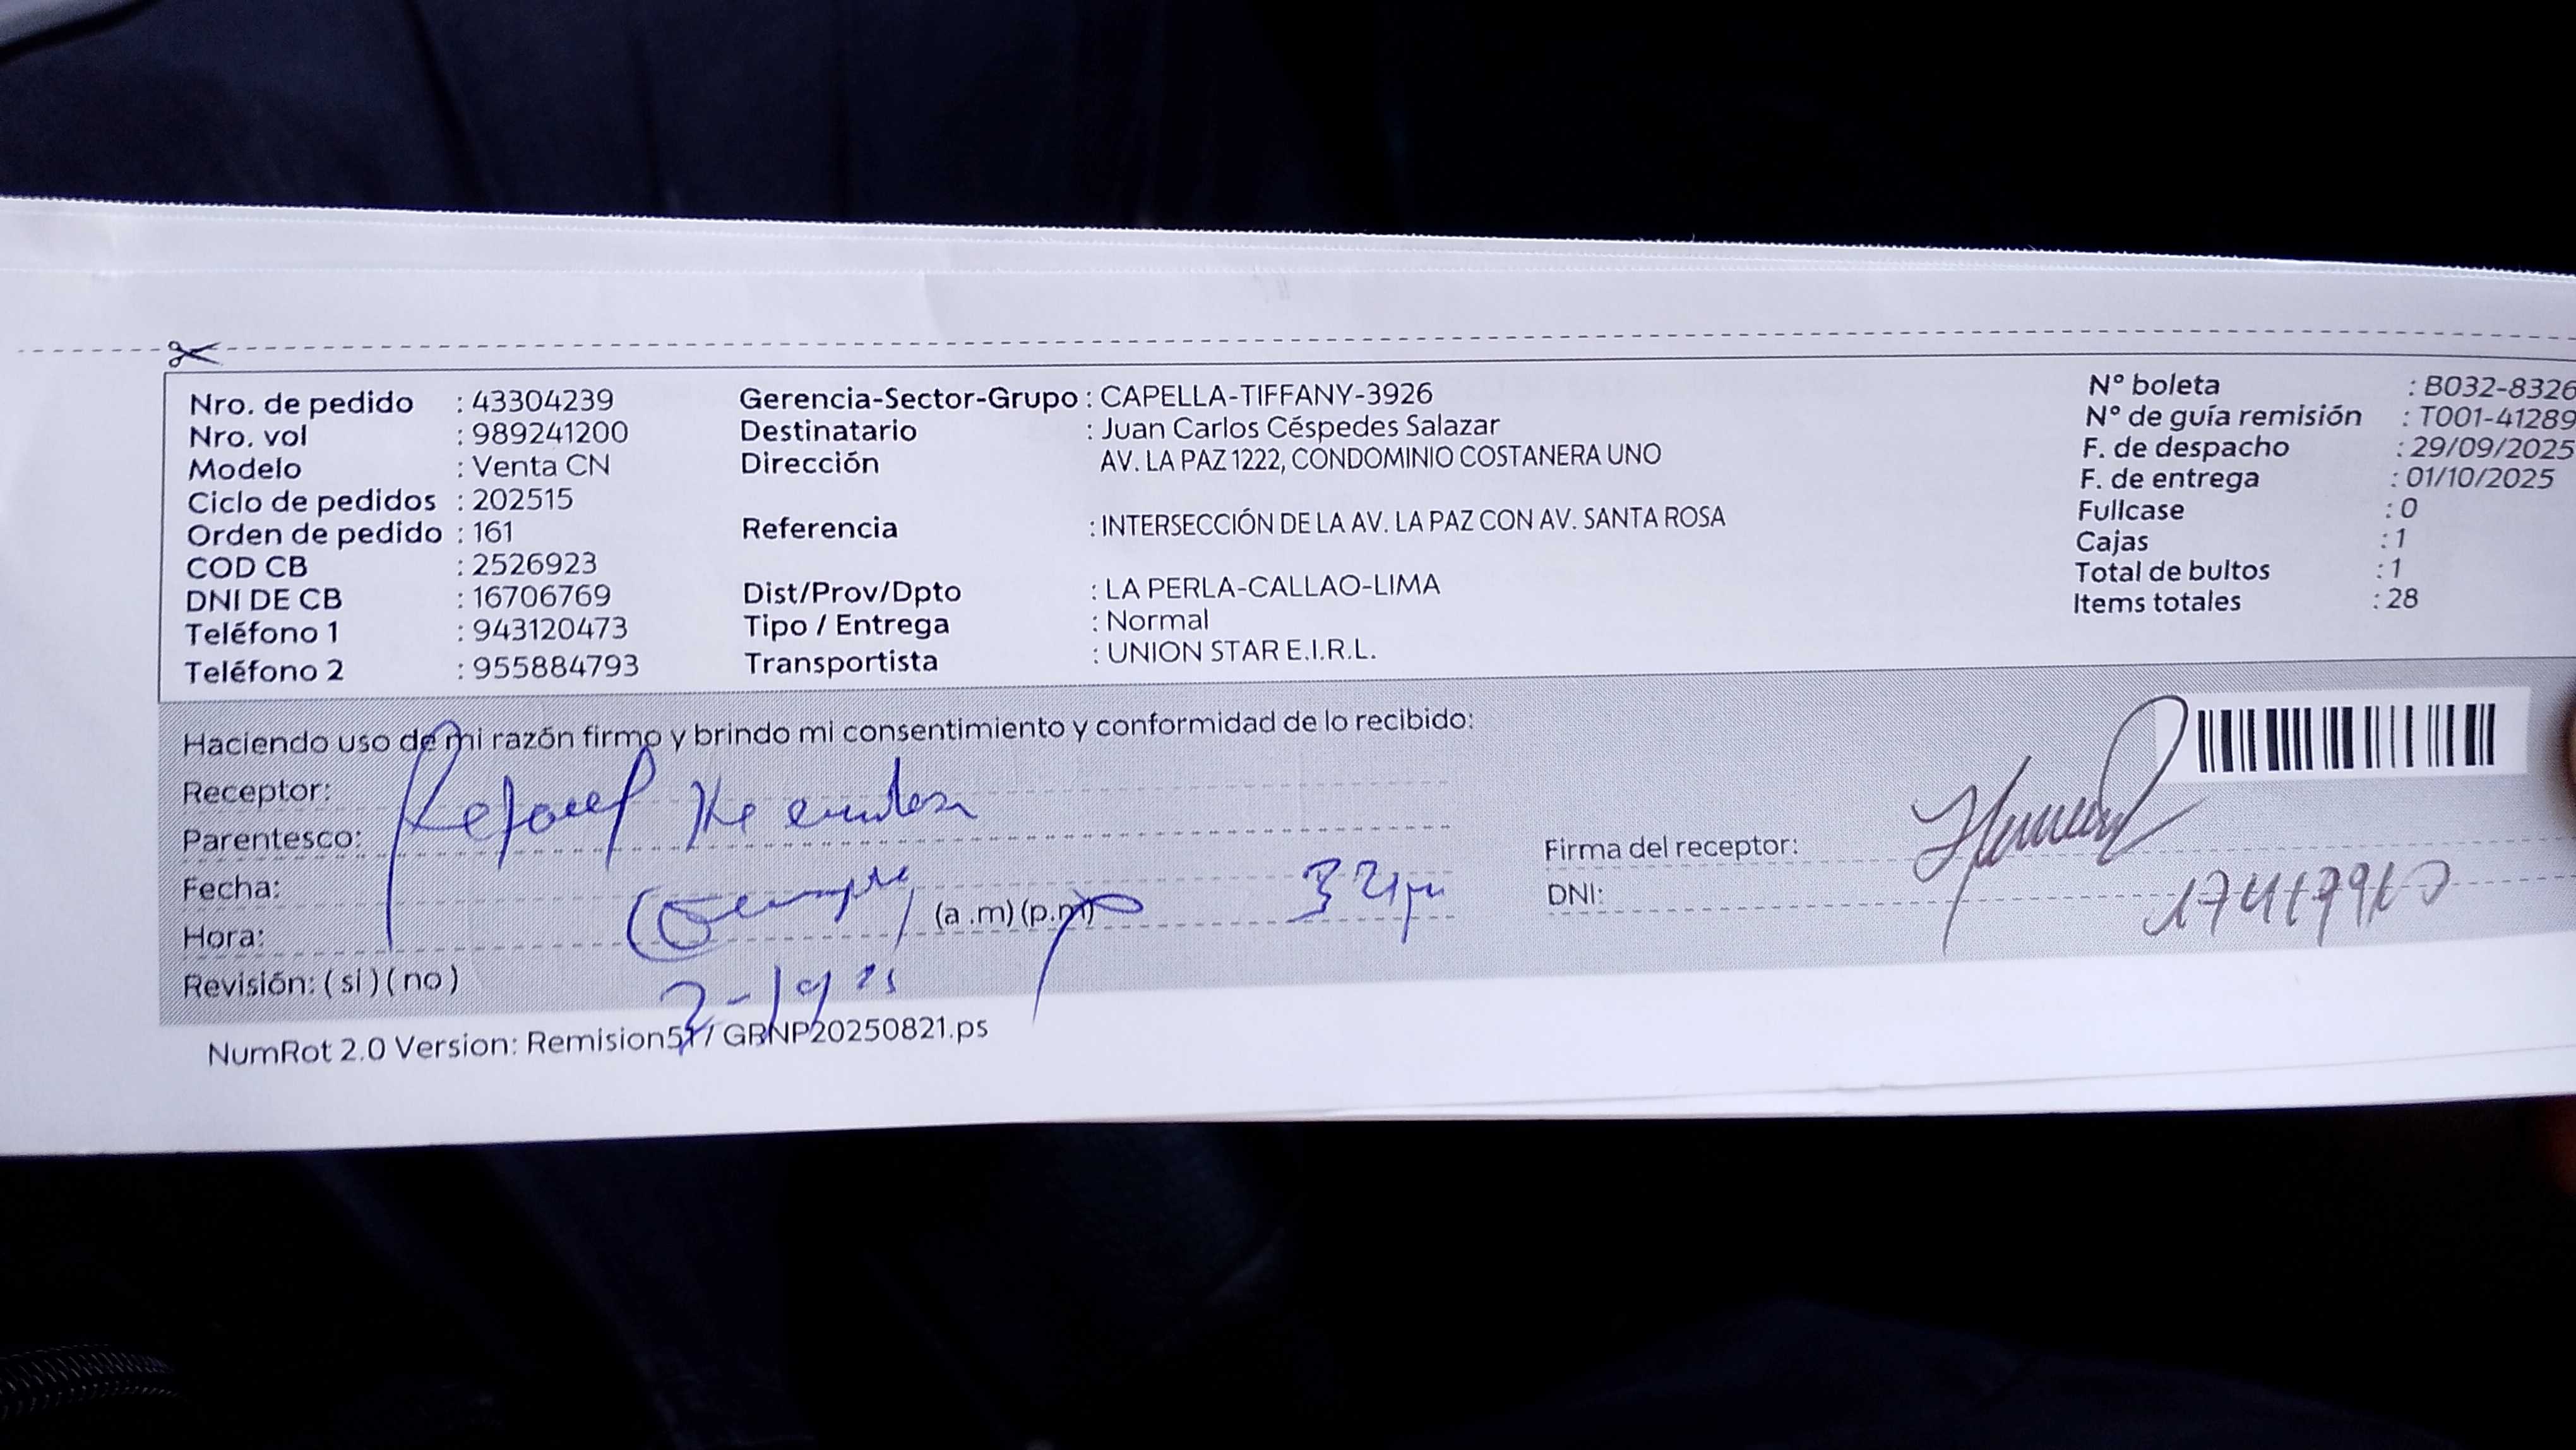 Nro. de pedido : 43304239
Nro. vol : 989241200
Modelo : Venta CN
Ciclo de pedidos : 202515
Orden de pedido : 161
COD CB : 2526923
DNI DE CB : 16706769
Teléfono 1 : 943120473
Teléfono 2 : 955884793
Gerencia-Sector-Grupo : CAPELLA-TIFFANY-3926
Destinatario : Juan Carlos Céspedes Salazar
Dirección AV. LA PAZ 1222, CONDOMINIO COSTANERA UNO
Referencia : INTERSECCIÓN DE LA AV. LA PAZ CON AV. SANTA ROSA
Dist/Prov/Dpto : LA PERLA-CALLAO-LIMA
Tipo / Entrega : Normal
Transportista : UNION STAR E.I.R.L.
N° boleta : B032-8326
N° de guía remisión : T001-41289
F. de despacho : 29/09/2025
F. de entrega : 01/10/2025
Fullcase : 0
Cajas : 1
Total de bultos : 1
Items totales : 28
Haciendo uso de mi razón firmo y brindo mi consentimiento y conformidad de lo recibido:
Receptor:
Parentesco:
Fecha:
Hora: (a .m) (p.m)
Revisión: ( si ) ( no )
Firma del receptor:
DNI:
NumRot 2.0 Version: Remision51 / GRNP20250821.ps